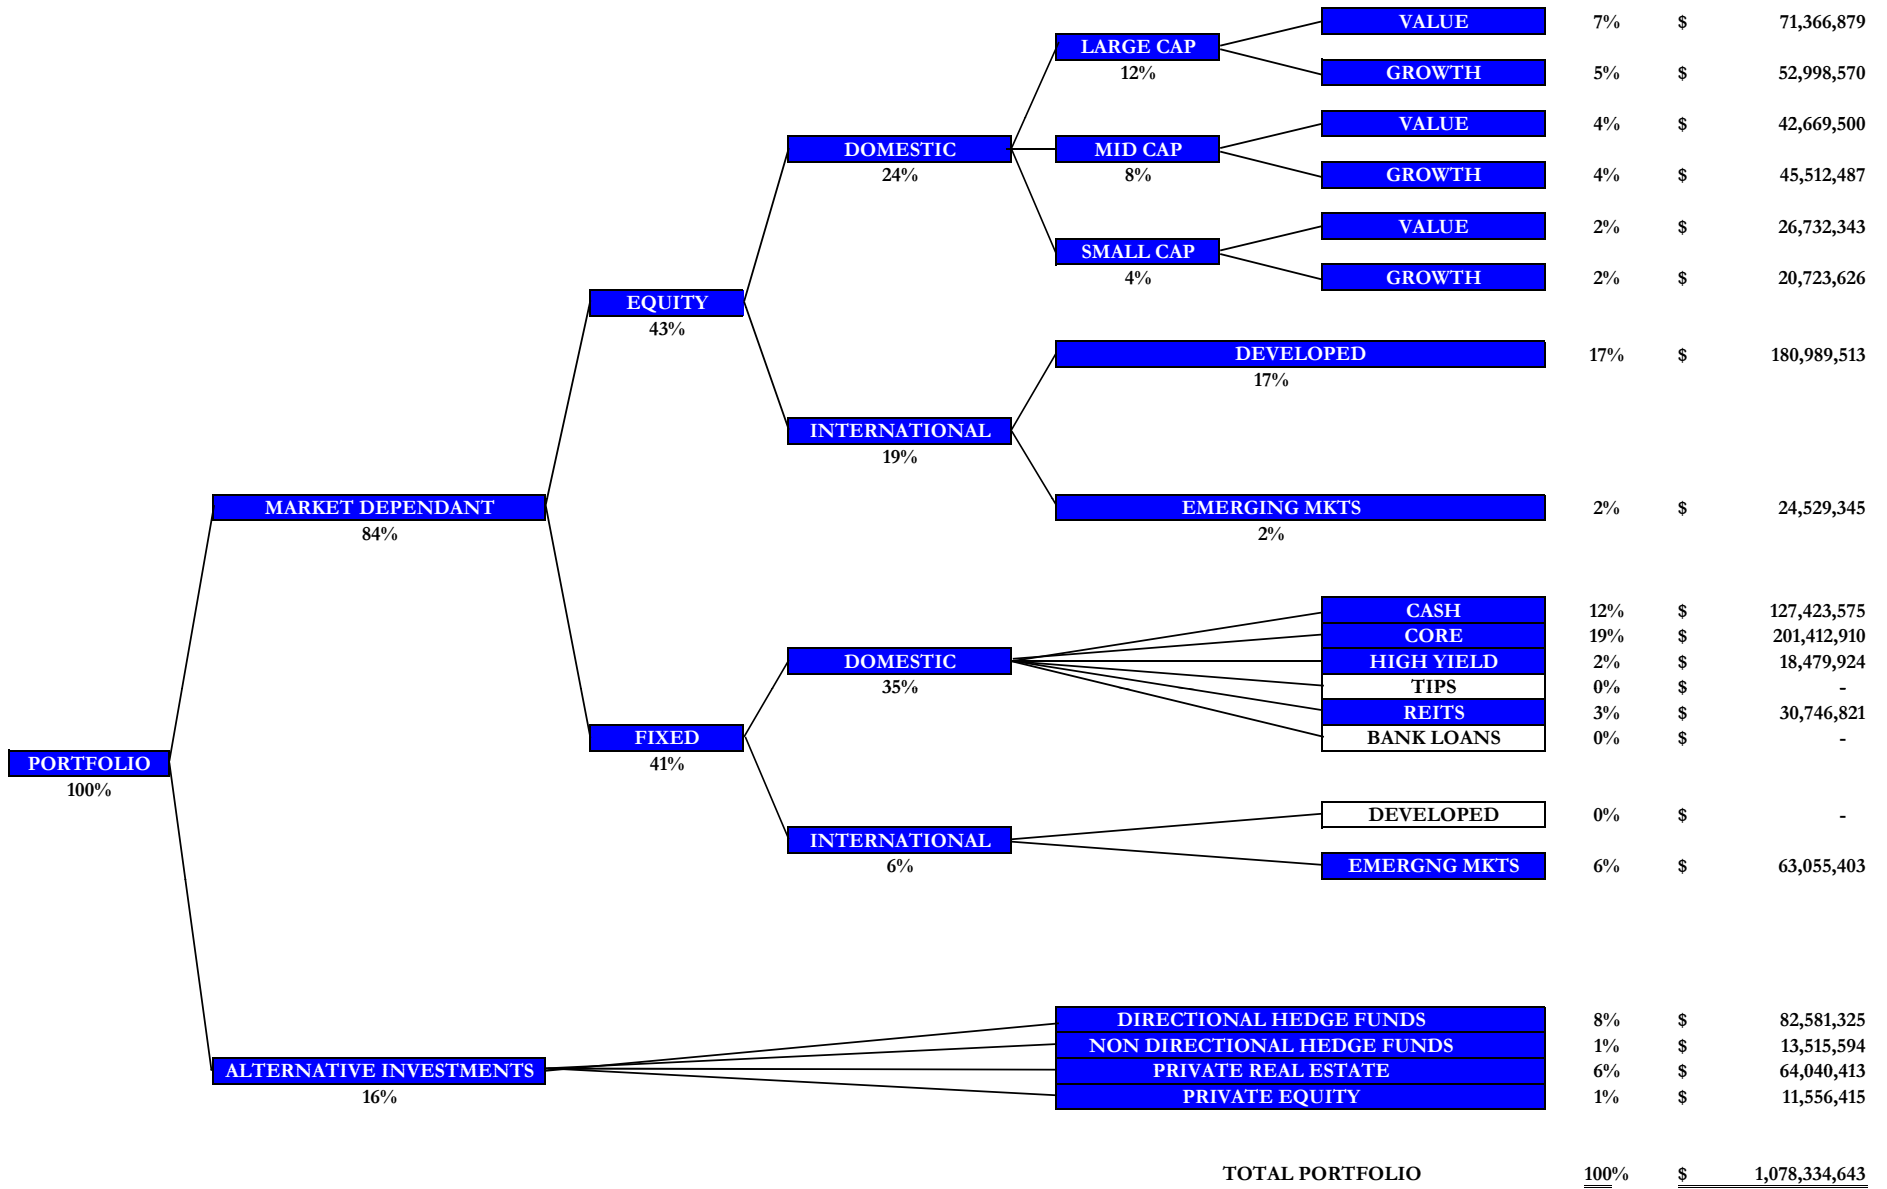 VALUE 7% $ 71,366,879
LARGE CAP
12%
GROWTH 5% $ 52,998,570
VALUE 4% $ 42,669,500
DOMESTIC MID CAP
24% 8%
GROWTH 4% $ 45,512,487
VALUE 2% $ 26,732,343
SMALL CAP
4%
GROWTH 2% $ 20,723,626
EQUITY
43%
DEVELOPED 17% $ 180,989,513
17%
INTERNATIONAL
19%
MARKET DEPENDANT EMERGING MKTS 2% $ 24,529,345
84% 2%
CASH 12% $ 127,423,575
CORE 19% $ 201,412,910
DOMESTIC HIGH YIELD 2% $ 18,479,924
35% TIPS 0% $ -
REITS 3% $ 30,746,821
FIXED BANK LOANS 0% $ -
PORTFOLIO 41%
100%
DEVELOPED 0% $ -
INTERNATIONAL
6% EMERGNG MKTS 6% $ 63,055,403
DIRECTIONAL HEDGE FUNDS 8% $ 82,581,325
NON DIRECTIONAL HEDGE FUNDS 1% $ 13,515,594
ALTERNATIVE INVESTMENTS PRIVATE REAL ESTATE 6% $ 64,040,413
16% PRIVATE EQUITY 1% $ 11,556,415
TOTAL PORTFOLIO 100% $ 1,078,334,643